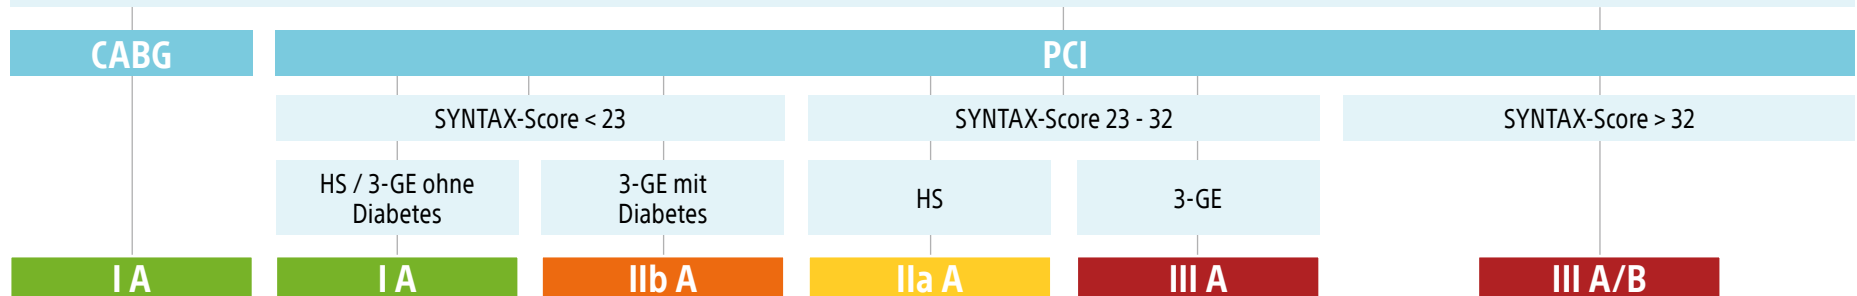 CABG
PCI
SYNTAX-Score < 23
SYNTAX-Score 23 - 32
SYNTAX-Score > 32
HS / 3-GE ohne
Diabetes
3-GE mit
Diabetes
HS
3-GE
I A
I A
IIb A
IIa A
III A
III A/B